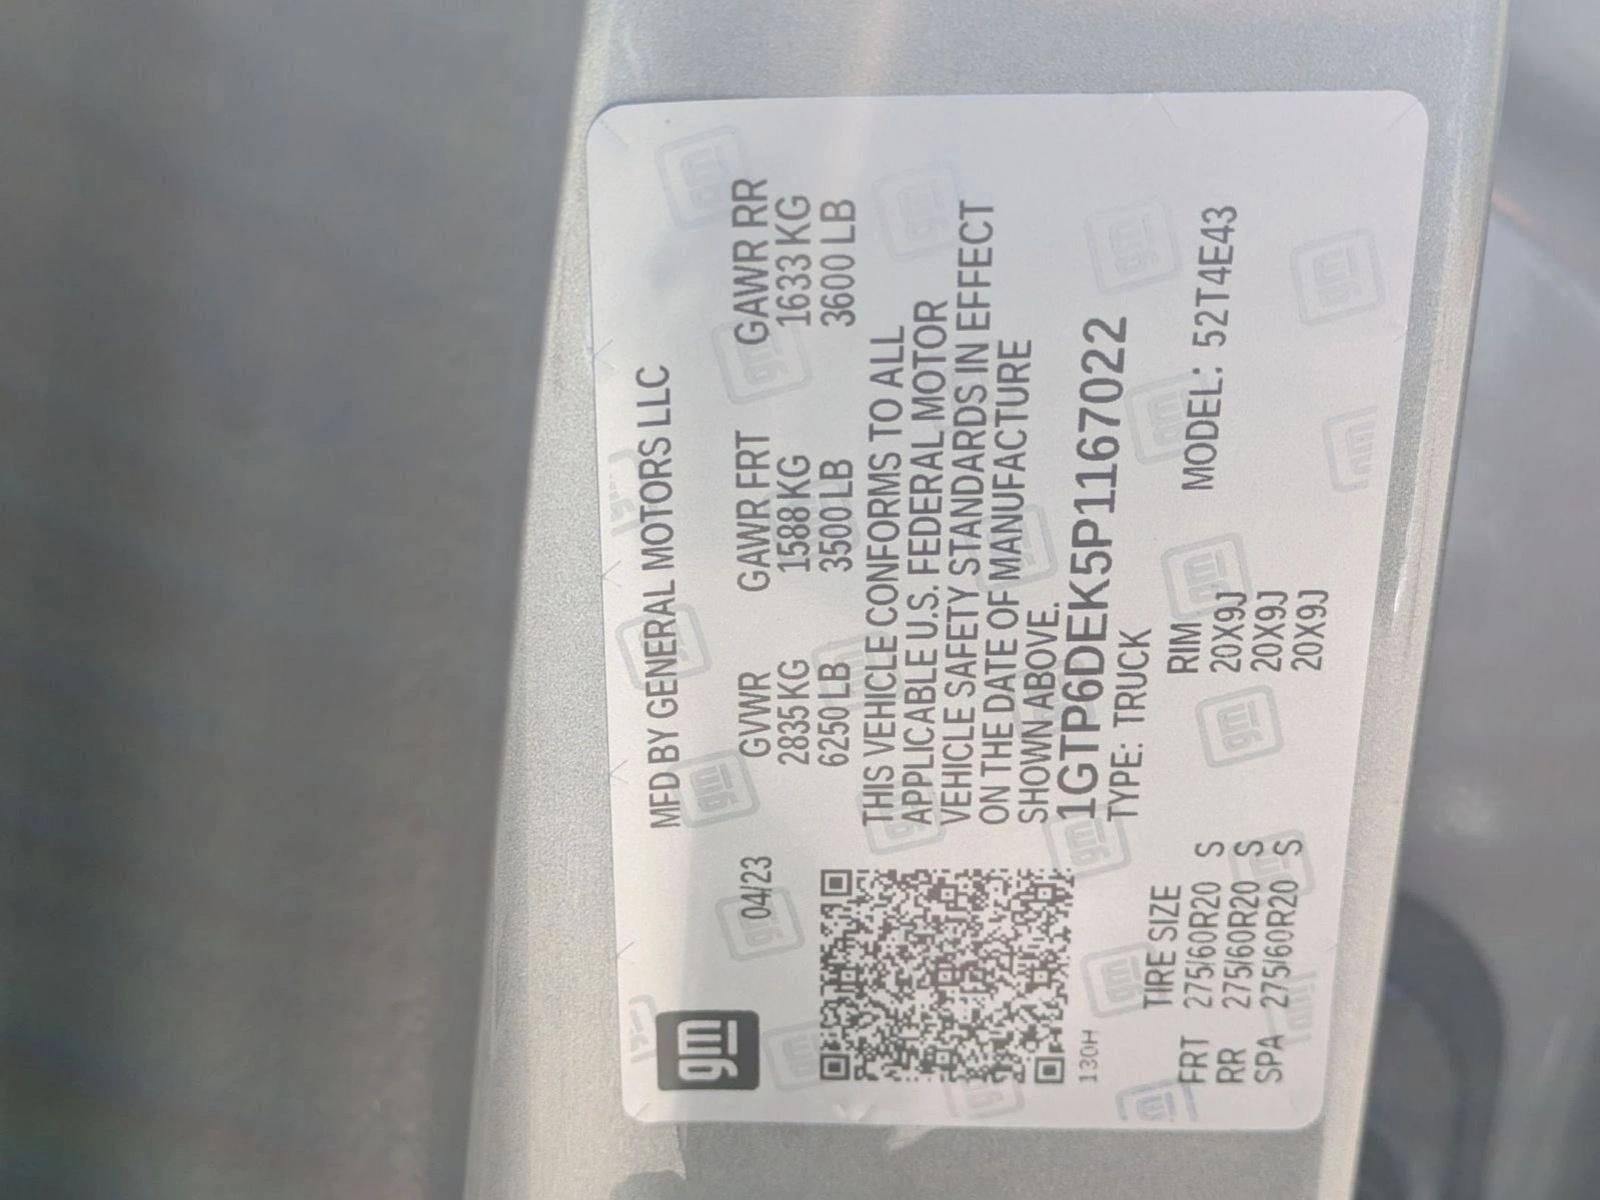 gm
MFD BY GENERAL MOTORS LLC
04/23
GVWR GAWR FRT GAWR RR
2835 KG 1588 KG 1633 KG
6250 LB 3500 LB 3600 LB
THIS VEHICLE CONFORMS TO ALL
APPLICABLE U.S. FEDERAL MOTOR
VEHICLE SAFETY STANDARDS IN EFFECT
ON THE DATE OF MANUFACTURE
SHOWN ABOVE.
1GTP6DEK5P1167022
130H
TYPE: TRUCK
TIRE SIZE RIM MODEL: 52T4E43
FRT 275/60R20 S 20X9J
RR 275/60R20 S 20X9J
SPA 275/60R20 S 20X9J